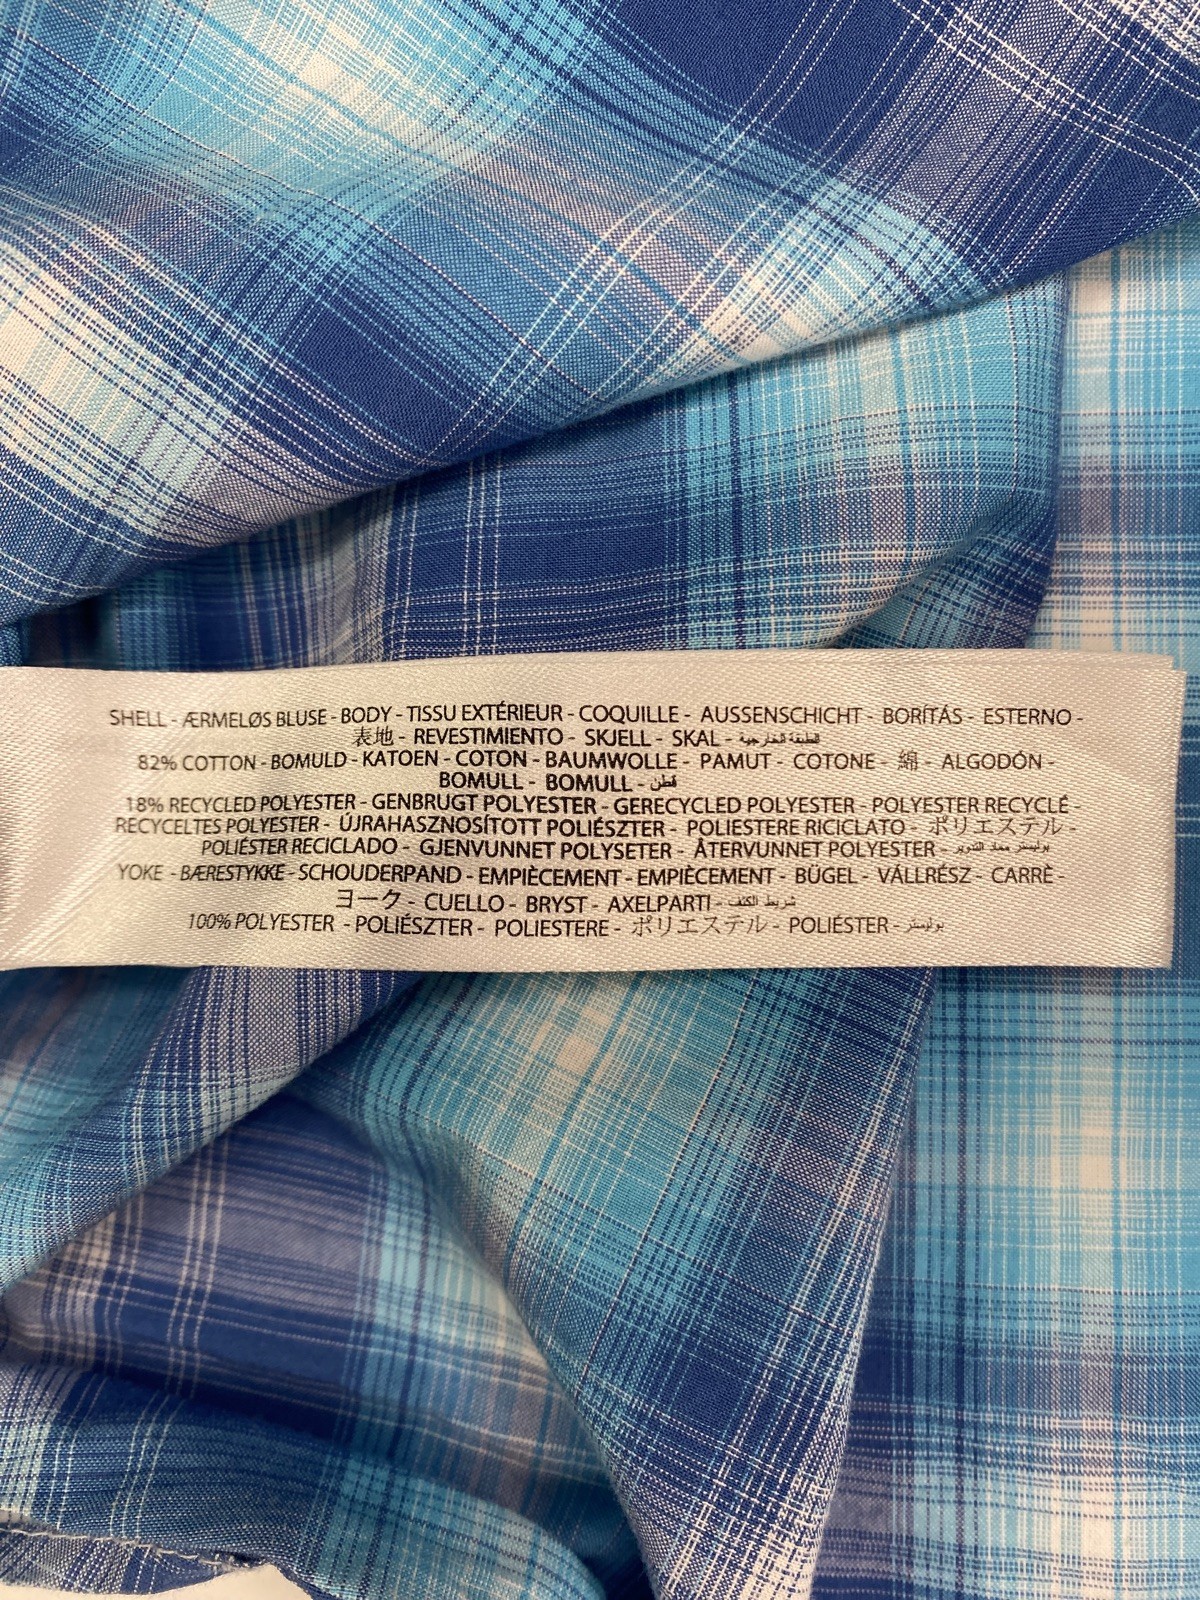 SHELL - ÆRMELØS BLUSE - BODY - TISSU EXTÉRIEUR - COQUILLE - AUSSENSCHICHT - BORÍTÁS - ESTERNO -
表地 - REVESTIMIENTO - SKJELL - SKAL - الطبقة الخارجية
82% COTTON - BOMULD - KATOEN - COTON - BAUMWOLLE - PAMUT - COTONE - 綿 - ALGODÓN -
BOMULL - BOMULL - قطن
18% RECYCLED POLYESTER - GENBRUGT POLYESTER - GERECYCLED POLYESTER - POLYESTER RECYCLÉ -
RECYCELTES POLYESTER - ÚJRAHASZNOSÍTOTT POLIÉSZTER - POLIESTERE RICICLATO - ポリエステル -
POLIÉSTER RECICLADO - GJENVUNNET POLYSETER - ÅTERVUNNET POLYESTER - بوليستر معاد التدوير
YOKE - BÆRESTYKKE - SCHOUDERPAND - EMPIÈCEMENT - EMPIÈCEMENT - BÜGEL - VÁLLRÉSZ - CARRÈ -
ヨーク - CUELLO - BRYST - AXELPARTI - شريط الكتف
100% POLYESTER - POLIÉSZTER - POLIESTERE - ポリエステル - POLIÉSTER - بوليستر